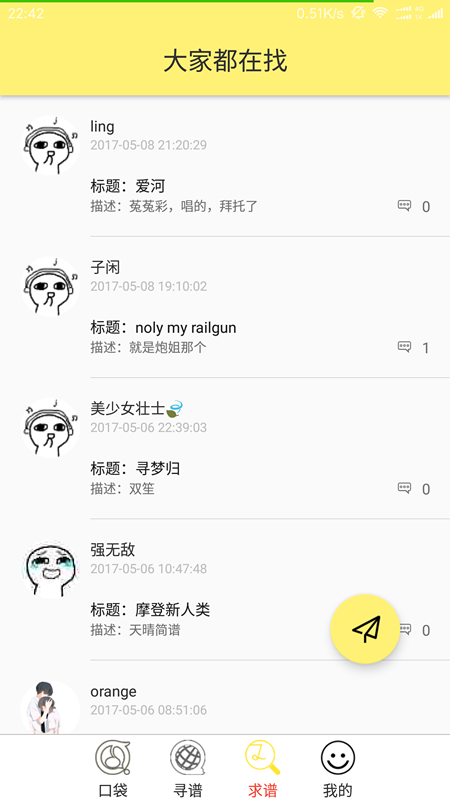 22:42
0.51K/s
大家都在找
ling
2017-05-08 21:20:29
标题：爱河
描述：菟菟彩，唱的，拜托了
0
子闲
2017-05-08 19:10:02
标题：noly my railgun
描述：就是炮姐那个
1
美少女壮士🍃
2017-05-06 22:39:03
标题：寻梦归
描述：双笙
0
强无敌
2017-05-06 10:47:48
标题：摩登新人类
描述：天晴简谱
0
orange
2017-05-06 08:51:06
口袋 寻谱 求谱 我的